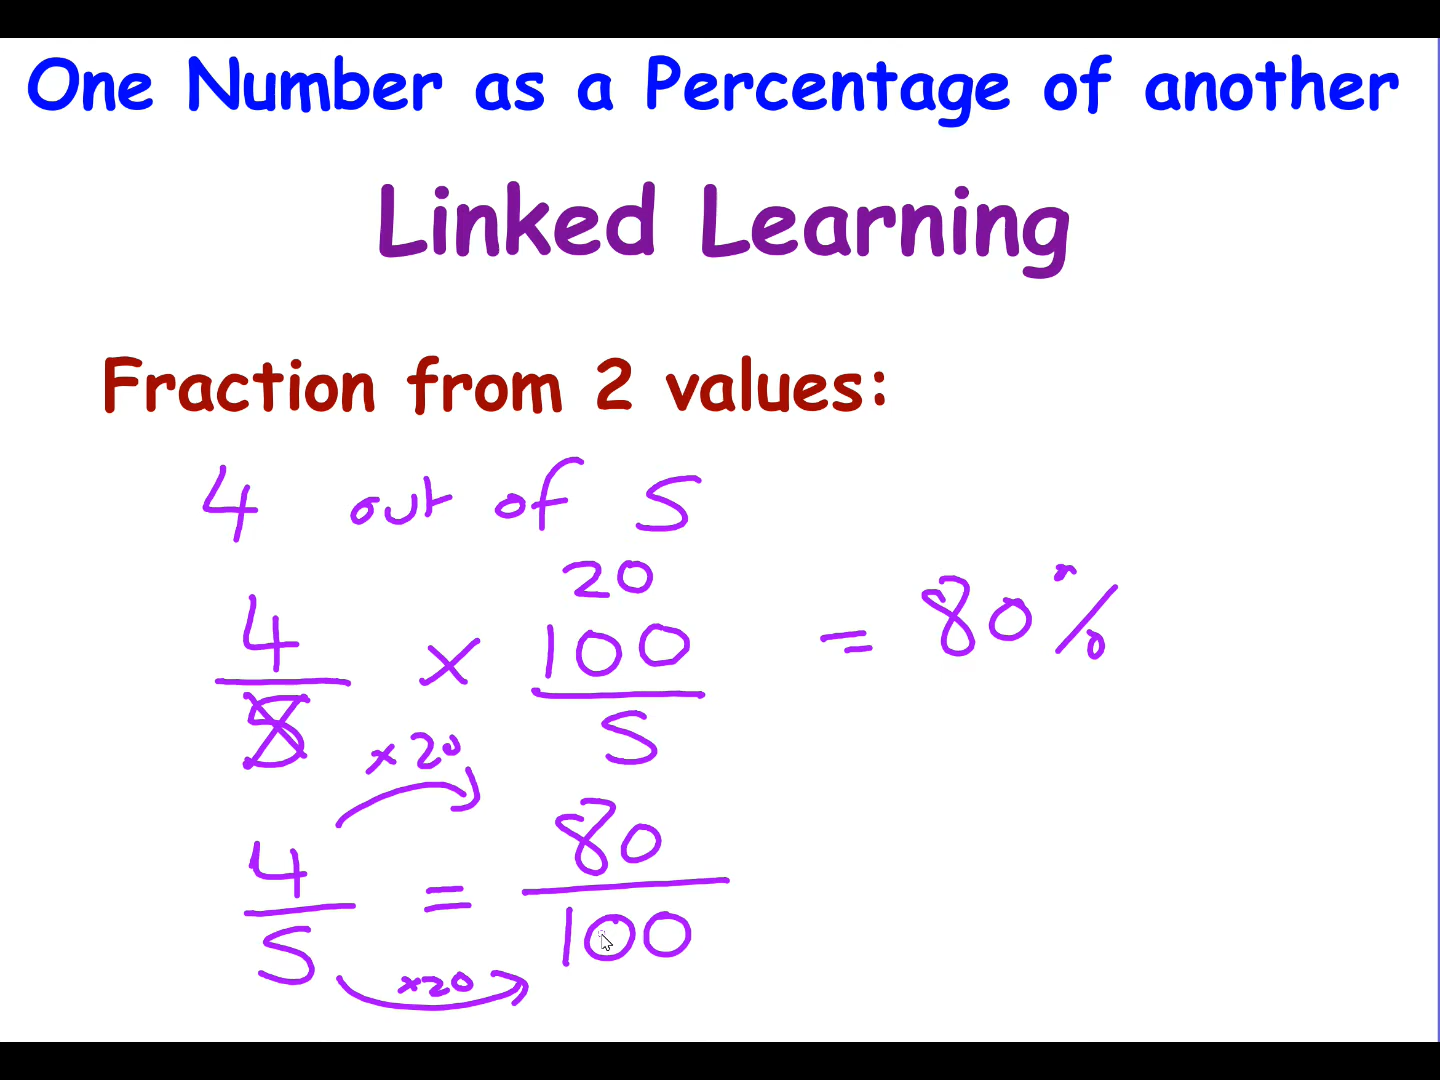 One Number as a Percentage of another
Linked Learning
Fraction from 2 values:
4 out of 5
20
4 × 100 = 80%
5 5
×20
4 = 80
5 100
×20